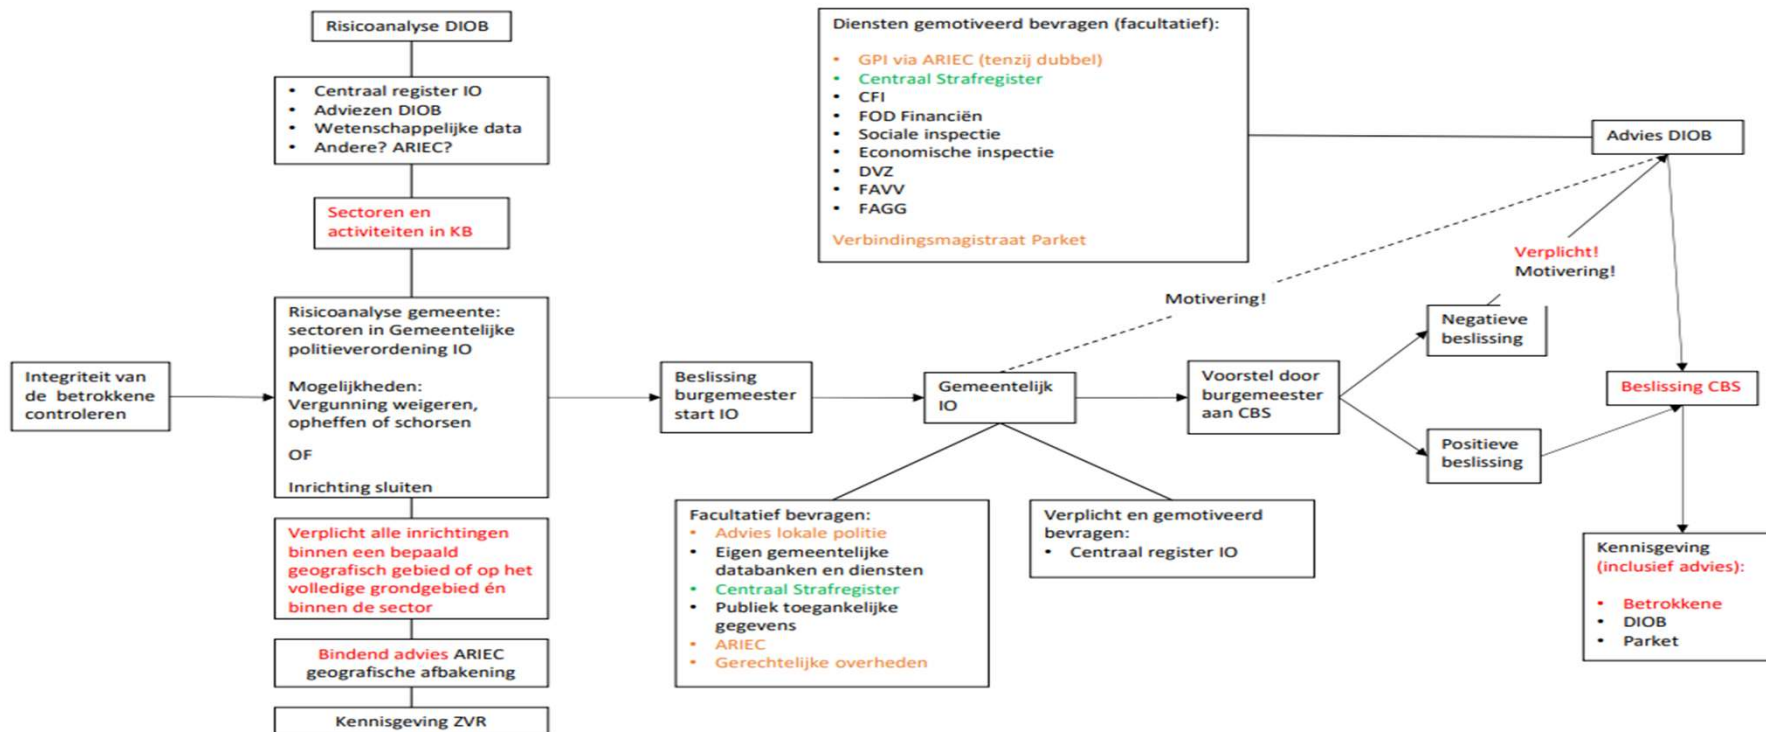 Risicoanalyse DIOB
• Centraal register IO
• Adviezen DIOB
• Wetenschappelijke data
• Andere? ARIEC?
Sectoren en
activiteiten in KB
Integriteit van
de betrokkene
controleren
Risicoanalyse gemeente:
sectoren in Gemeentelijke
politieverordening IO
Mogelijkheden:
Vergunning weigeren,
opheffen of schorsen
OF
Inrichting sluiten
Verplicht alle inrichtingen
binnen een bepaald
geografisch gebied of op het
volledige grondgebied én
binnen de sector
Bindend advies ARIEC
geografische afbakening
Kennisgeving ZVR
Beslissing
burgemeester
start IO
Gemeentelijk
IO
Facultatief bevragen:
• Advies lokale politie
• Eigen gemeentelijke
databanken en diensten
• Centraal Strafregister
• Publiek toegankelijke
gegevens
• ARIEC
• Gerechtelijke overheden
Verplicht en gemotiveerd
bevragen:
• Centraal register IO
Diensten gemotiveerd bevragen (facultatief):
• GPI via ARIEC (tenzij dubbel)
• Centraal Strafregister
• CFI
• FOD Financiën
• Sociale inspectie
• Economische inspectie
• DVZ
• FAVV
• FAGG
Verbindingsmagistraat Parket
Motivering!
Voorstel door
burgemeester
aan CBS
Negatieve
beslissing
Positieve
beslissing
Verplicht!
Motivering!
Advies DIOB
Beslissing CBS
Kennisgeving
(inclusief advies):
• Betrokkene
• DIOB
• Parket